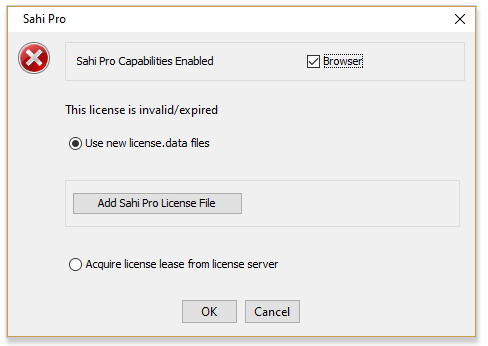 Sahi Pro
Sahi Pro Capabilities Enabled Browser
This license is invalid/expired
Use new license.data files
Add Sahi Pro License File
Acquire license lease from license server
OK Cancel